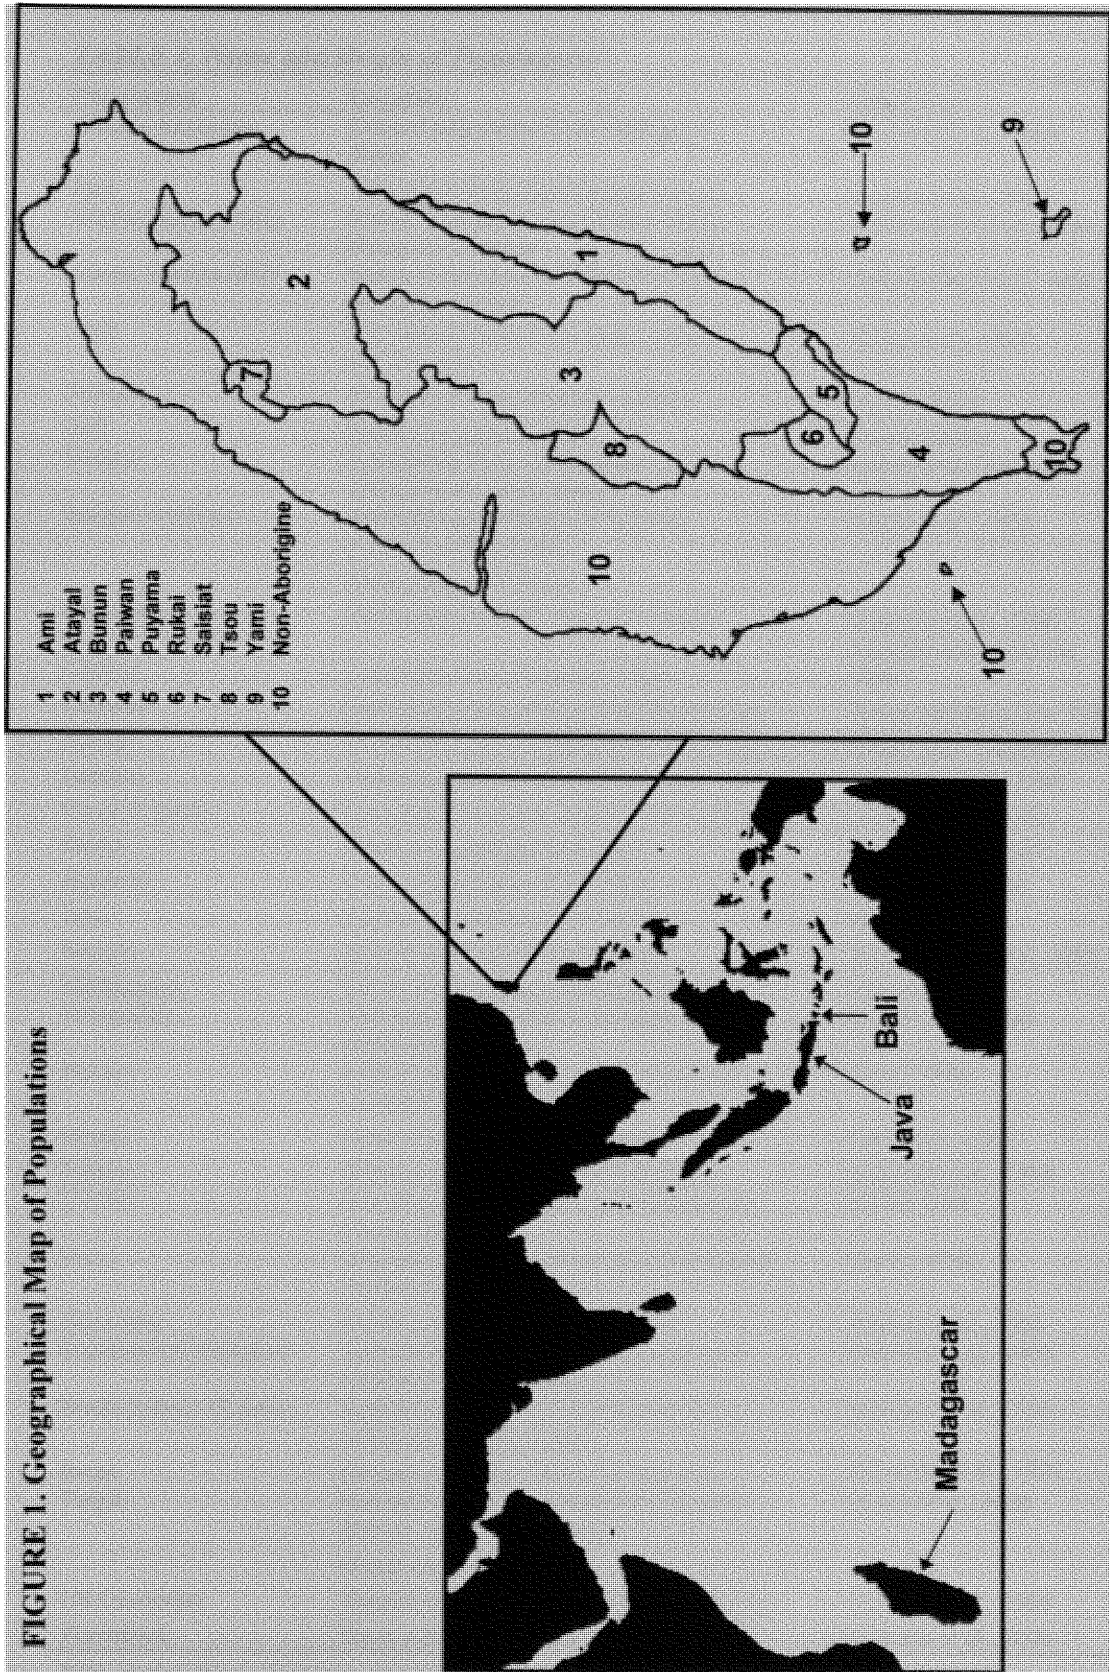 FIGURE 1. Geographical Map of Populations
1 Ami
2 Atayal
3 Bunun
4 Paiwan
5 Puyama
6 Rukai
7 Saisiat
8 Tsou
9 Yami
10 Non-Aborigine
2
7
1
3
8
10
10
6
5
4
10
9
10
Madagascar
Java
Bali